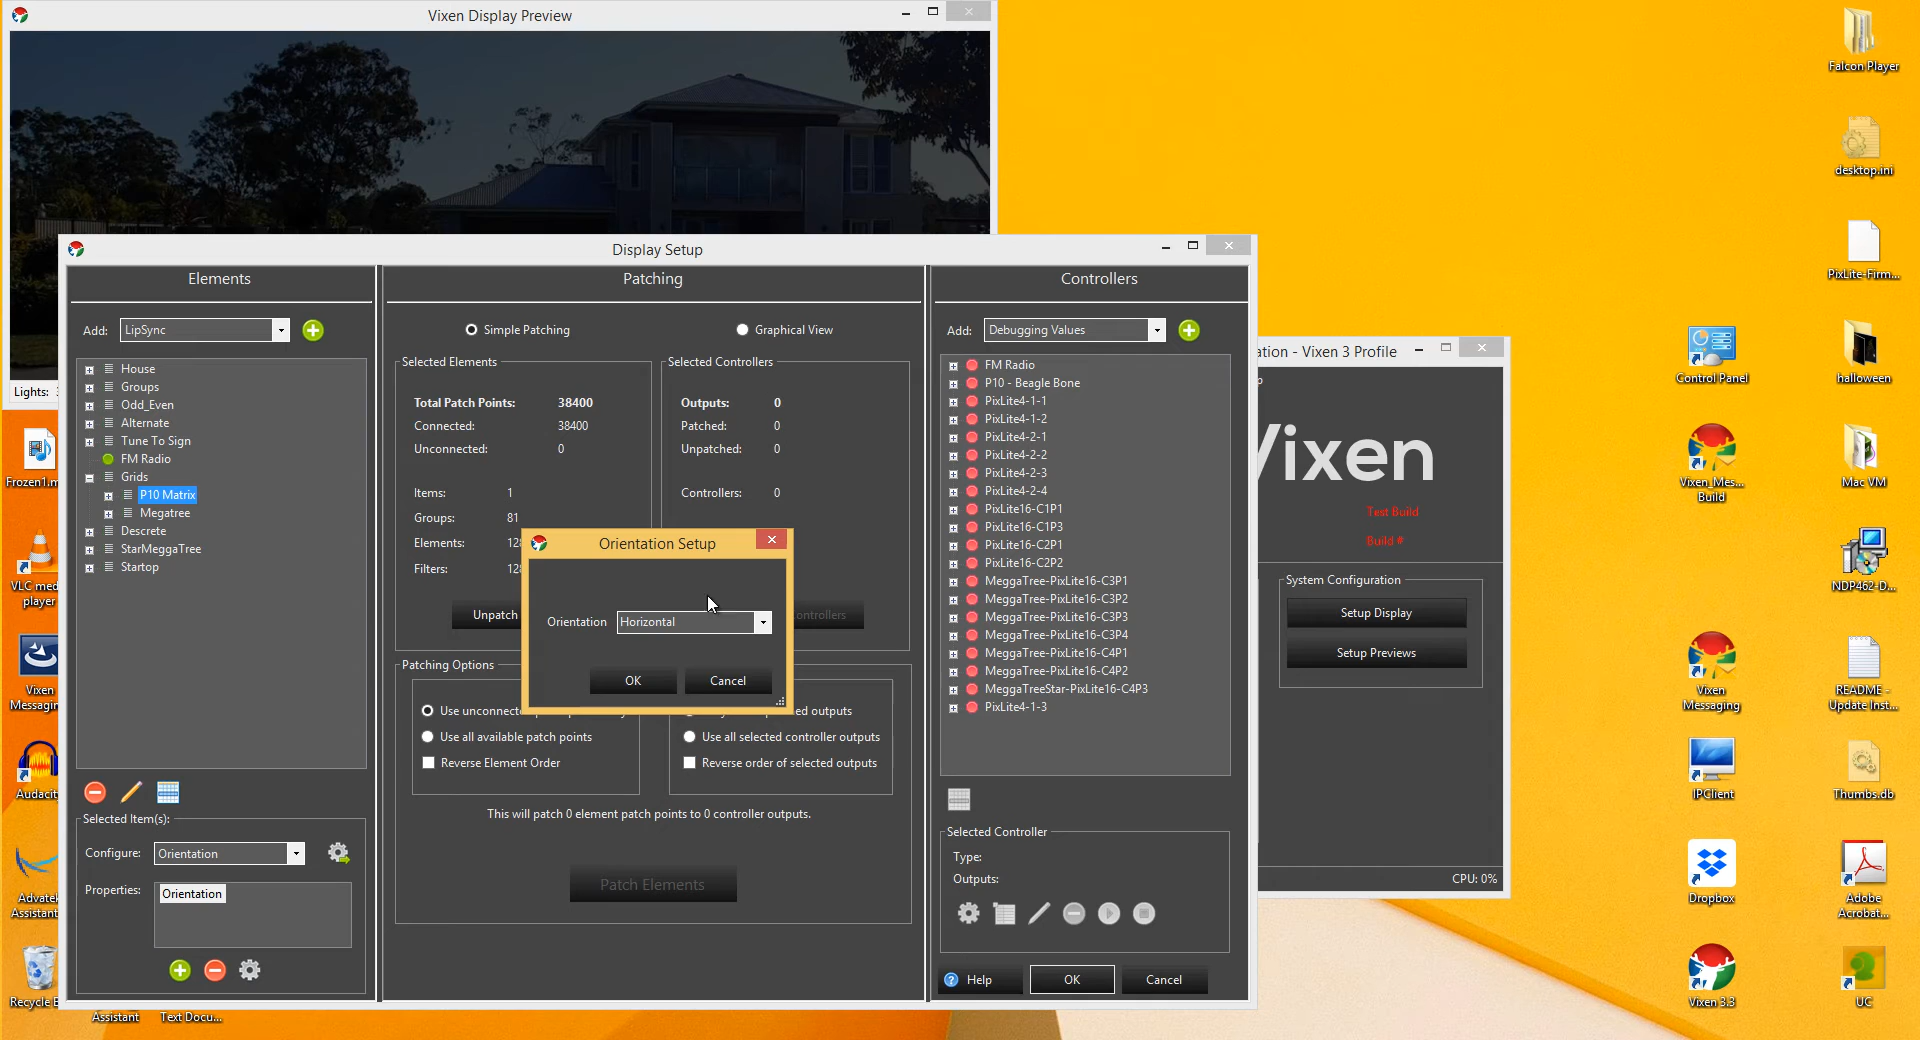 Vixen Display Preview
Lights:
Display Setup
Elements
Patching
Controllers
Add: LipSync
Simple Patching
Graphical View
Add: Debugging Values
House
Groups
Odd_Even
Alternate
Tune To Sign
FM Radio
Grids
P10 Matrix
Megatree
Descrete
StarMeggaTree
Startop
Selected Elements
Total Patch Points: 38400
Connected: 38400
Unconnected: 0
Items: 1
Groups: 81
Elements:
Filters:
Unpatch
Selected Controllers
Outputs: 0
Patched: 0
Unpatched: 0
Controllers: 0
ontrollers
Orientation Setup
Orientation Horizontal
OK
Cancel
Patching Options
Use unconnecte
Use all available patch points
Reverse Element Order
ed outputs
Use all selected controller outputs
Reverse order of selected outputs
This will patch 0 element patch points to 0 controller outputs.
Patch Elements
FM Radio
P10 - Beagle Bone
PixLite4-1-1
PixLite4-1-2
PixLite4-2-1
PixLite4-2-2
PixLite4-2-3
PixLite4-2-4
PixLite16-C1P1
PixLite16-C1P3
PixLite16-C2P1
PixLite16-C2P2
MeggaTree-PixLite16-C3P1
MeggaTree-PixLite16-C3P2
MeggaTree-PixLite16-C3P3
MeggaTree-PixLite16-C3P4
MeggaTree-PixLite16-C4P1
MeggaTree-PixLite16-C4P2
MeggaTreeStar-PixLite16-C4P3
PixLite4-1-3
Selected Item(s):
Configure: Orientation
Properties: Orientation
Selected Controller
Type:
Outputs:
Help
OK
Cancel
ation - Vixen 3 Profile
Vixen
Test Build
Build #
System Configuration
Setup Display
Setup Previews
CPU: 0%
Frozen1.m
VLC med
player
Vixen
Messagin
Audacit
Advatek
Assistant
Recycle B
Assistant
Text Docu...
Control Panel
Vixen_Mes...
Build
Vixen
Messaging
IPClient
Dropbox
Vixen 3.3
Falcon Player
desktop.ini
PixLite-Firm...
halloween
Mac VM
NDP462-D...
README -
Update Inst...
Thumbs.db
Adobe
Acrobat...
UC